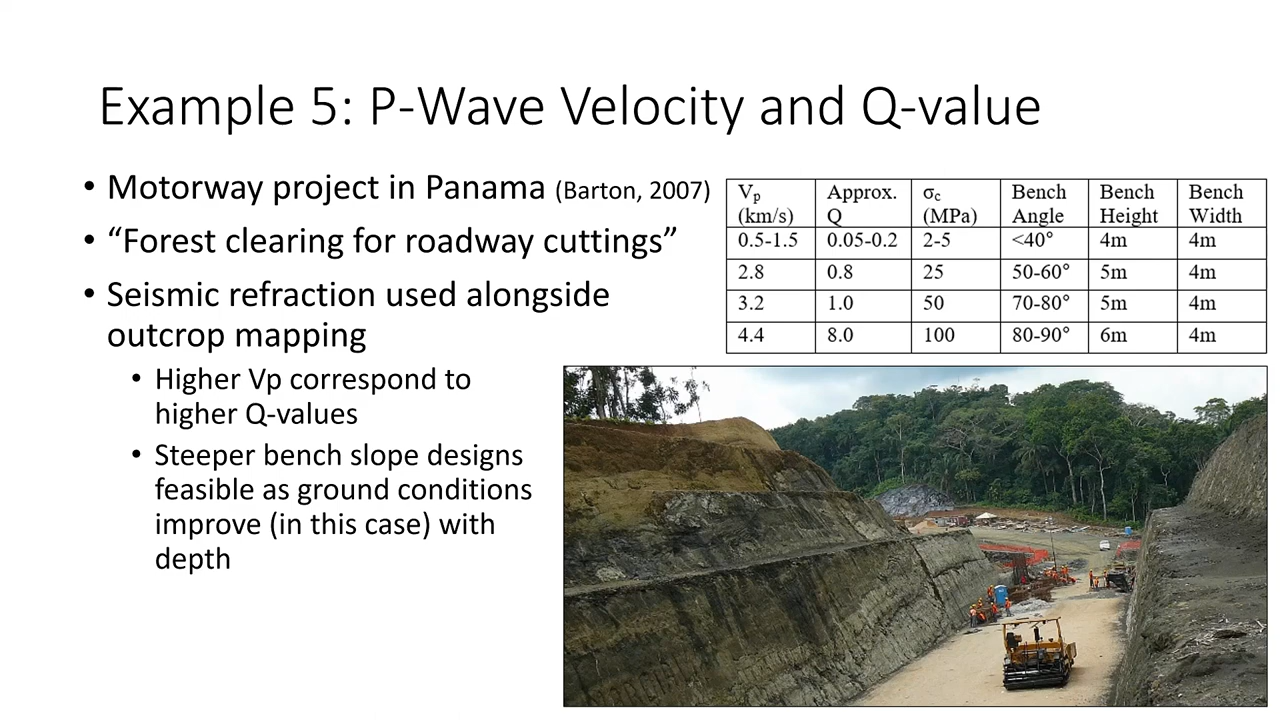 Example 5: P-Wave Velocity and Q-value
• Motorway project in Panama (Barton, 2007)
• “Forest clearing for roadway cuttings”
• Seismic refraction used alongside
outcrop mapping
• Higher Vp correspond to
higher Q-values
• Steeper bench slope designs
feasible as ground conditions
improve (in this case) with
depth
Vp (km/s) Approx. Q σc (MPa) Bench Angle Bench Height Bench Width
0.5-1.5 0.05-0.2 2-5 <40° 4m 4m
2.8 0.8 25 50-60° 5m 4m
3.2 1.0 50 70-80° 5m 4m
4.4 8.0 100 80-90° 6m 4m